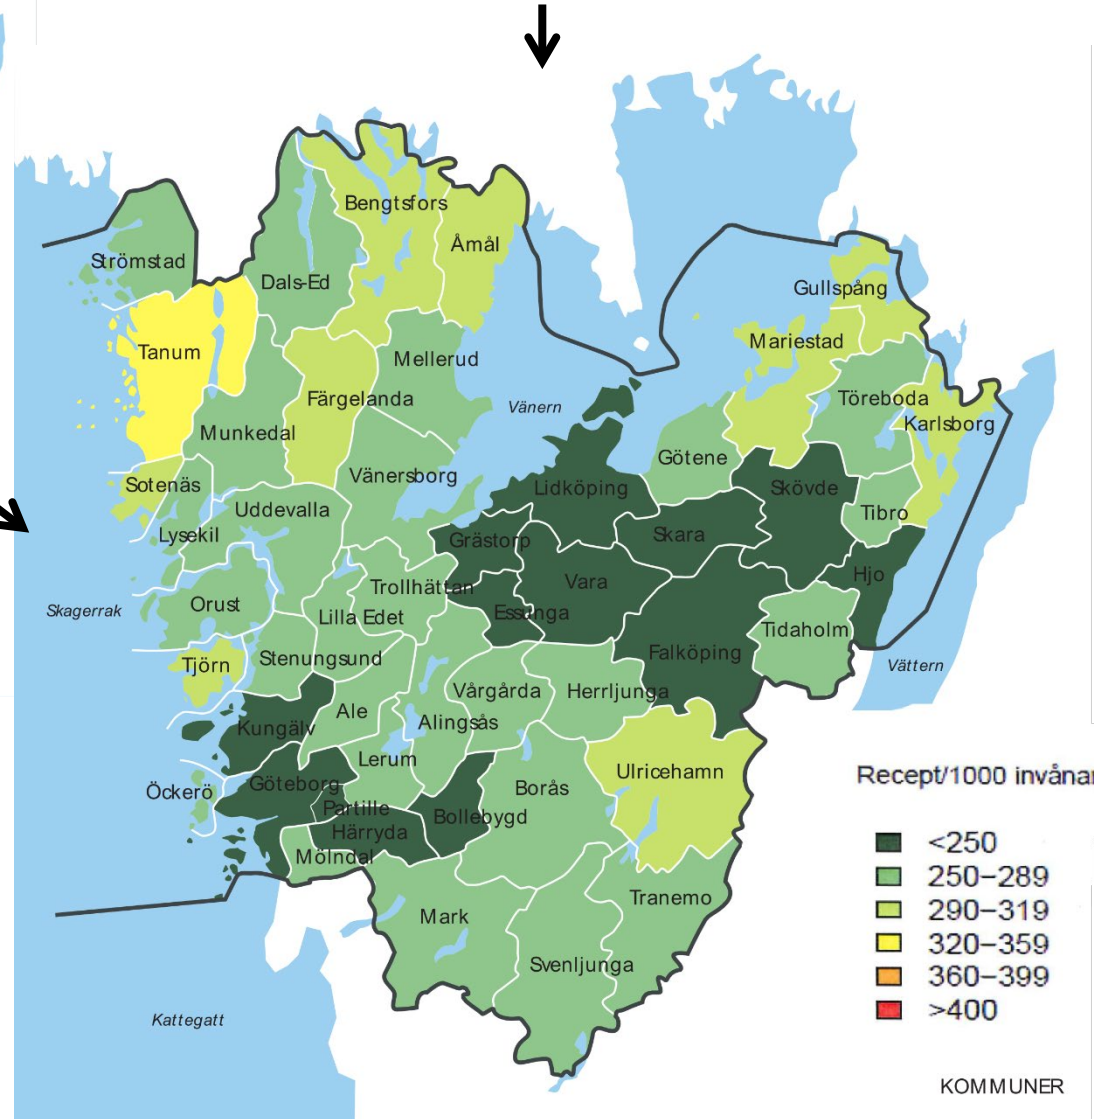 Bengtsfors
Åmål
Strömstad
Dals-Ed
Gullspång
Mariestad
Tanum
Mellerud
Färgelanda
Vänern
Töreboda
Karlsborg
Munkedal
Götene
Vänersborg
Sotenäs
Lidköping
Skövde
Uddevalla
Tibro
Lysekil
Grästorp
Skara
Hjo
Trollhättan
Vara
Skagerrak
Orust
Lilla Edet
Essunga
Tidaholm
Stenungsund
Falköping
Tjörn
Vättern
Vårgårda
Herrljunga
Ale
Alingsås
Kungälv
Lerum
Ulricehamn
Recept/1000 invånar
Göteborg
Öckerö
Borås
Partille
Bollebygd
Härryda
Mölndal
<250
250–289
290–319
320–359
360–399
>400
Tranemo
Mark
Svenljunga
Kattegatt
KOMMUNER